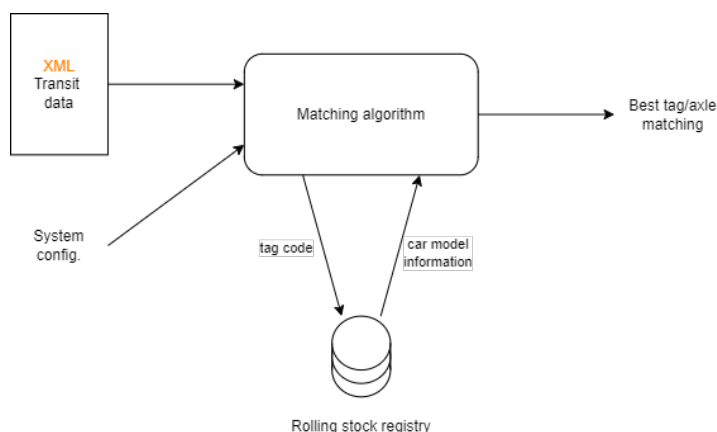 XML
Transit
data
Matching algorithm
Best tag/axle
matching
System
config.
tag code
car model
information
Rolling stock registry